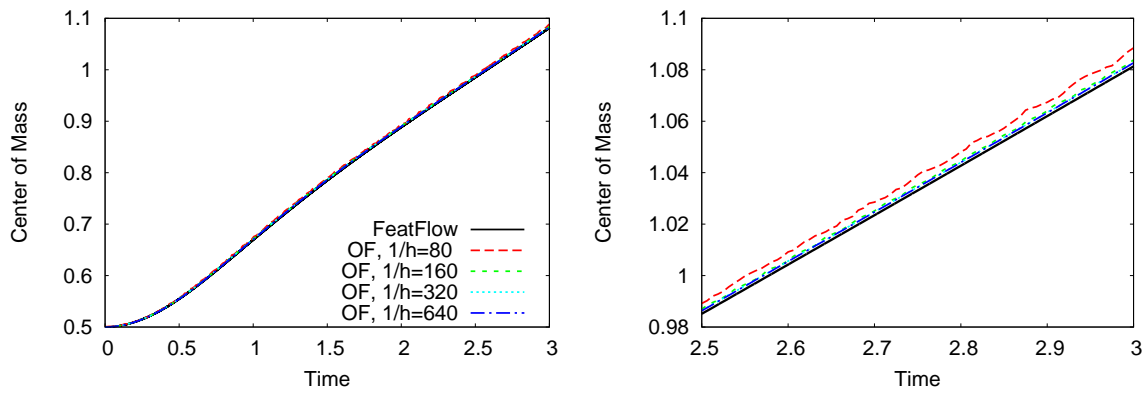 1.1
1
0.9
0.8
0.7
0.6
0.5
Center of Mass
0 0.5 1 1.5 2 2.5 3
Time
FeatFlow
OF, 1/h=80
OF, 1/h=160
OF, 1/h=320
OF, 1/h=640
1.1
1.08
1.06
1.04
1.02
1
0.98
Center of Mass
2.5 2.6 2.7 2.8 2.9 3
Time